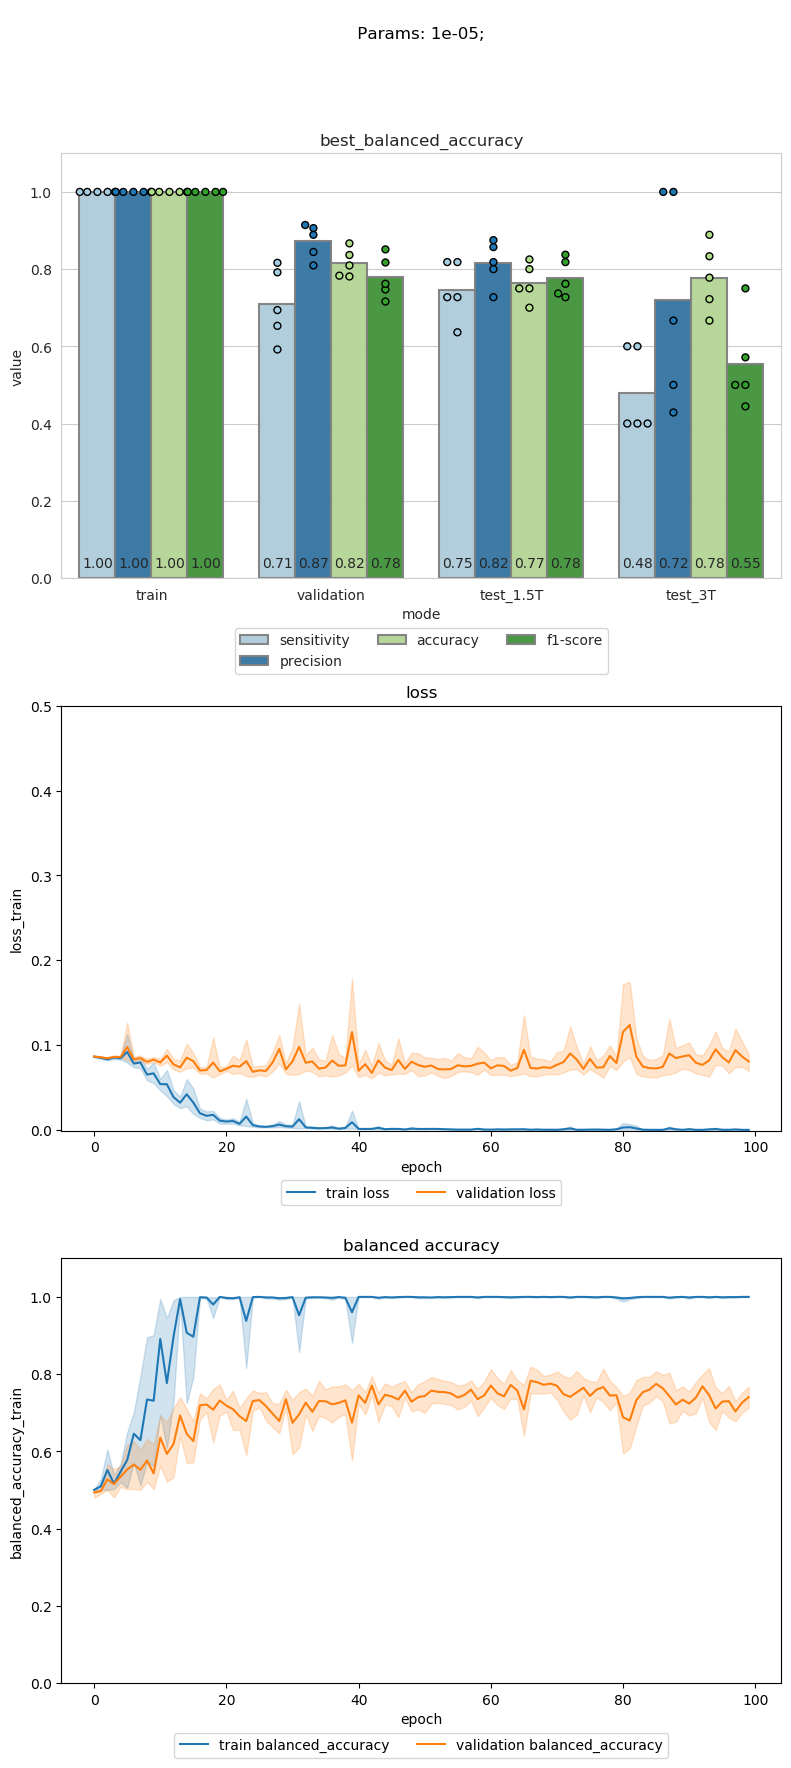 Params: 1e-05;
best_balanced_accuracy
1.0
0.8
0.6
0.4
0.2
0.0
value
1.00 1.00 1.00 1.00 0.71 0.87 0.82 0.78 0.75 0.82 0.77 0.78 0.48 0.72 0.78 0.55
train validation test_1.5T test_3T
mode
sensitivity accuracy f1-score
precision
loss
0.5
0.4
0.3
0.2
0.1
0.0
loss_train
0 20 40 60 80 100
epoch
train loss validation loss
balanced accuracy
1.0
0.8
0.6
0.4
0.2
0.0
balanced_accuracy_train
0 20 40 60 80 100
epoch
train balanced_accuracy validation balanced_accuracy